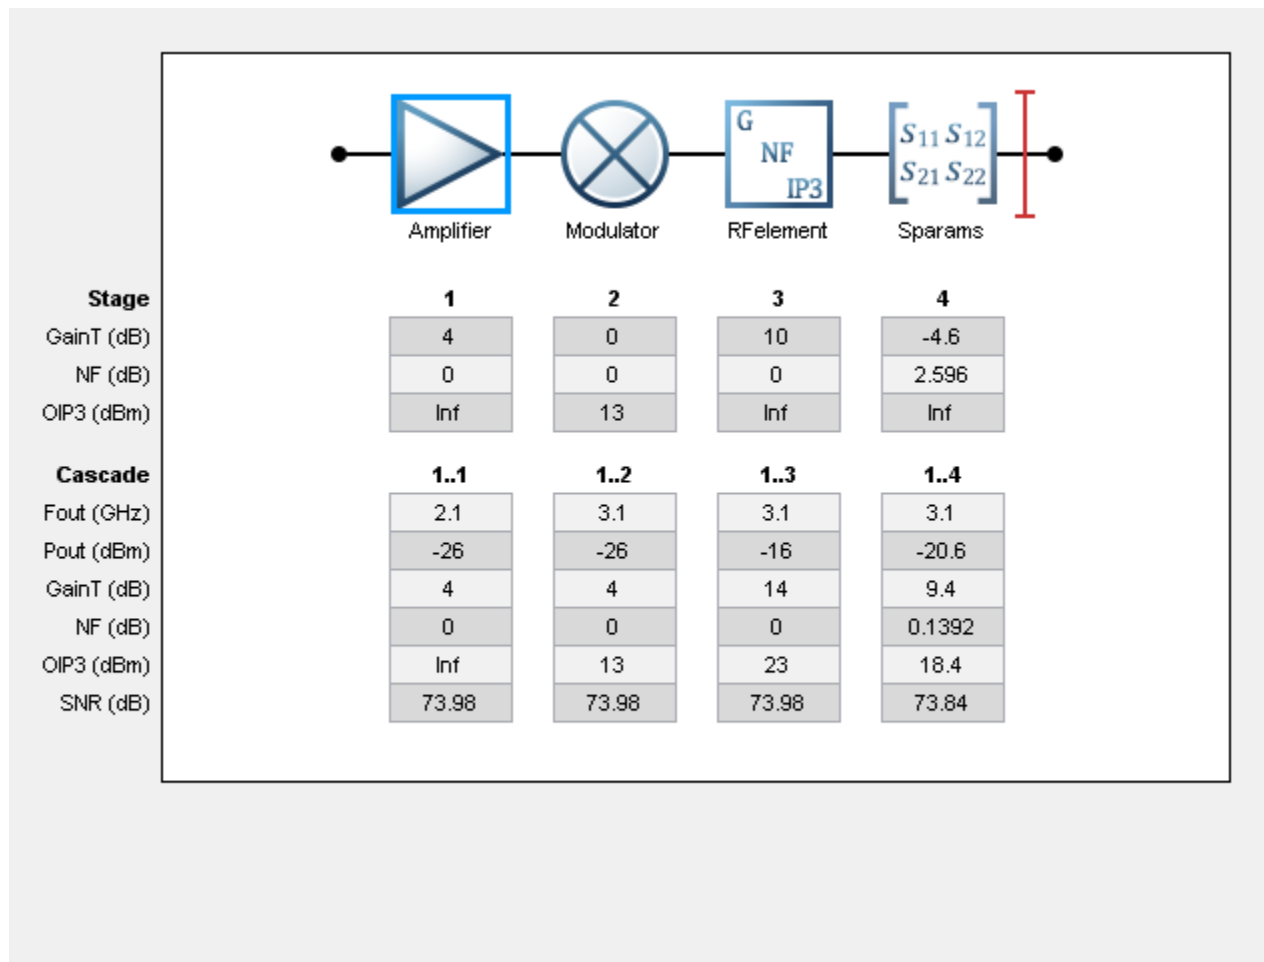 G
NF
IP3
S11 S12
S21 S22
Amplifier Modulator RFelement Sparams
Stage 1 2 3 4
GainT (dB) 4 0 10 -4.6
NF (dB) 0 0 0 2.596
OIP3 (dBm) Inf 13 Inf Inf
Cascade 1..1 1..2 1..3 1..4
Fout (GHz) 2.1 3.1 3.1 3.1
Pout (dBm) -26 -26 -16 -20.6
GainT (dB) 4 4 14 9.4
NF (dB) 0 0 0 0.1392
OIP3 (dBm) Inf 13 23 18.4
SNR (dB) 73.98 73.98 73.98 73.84